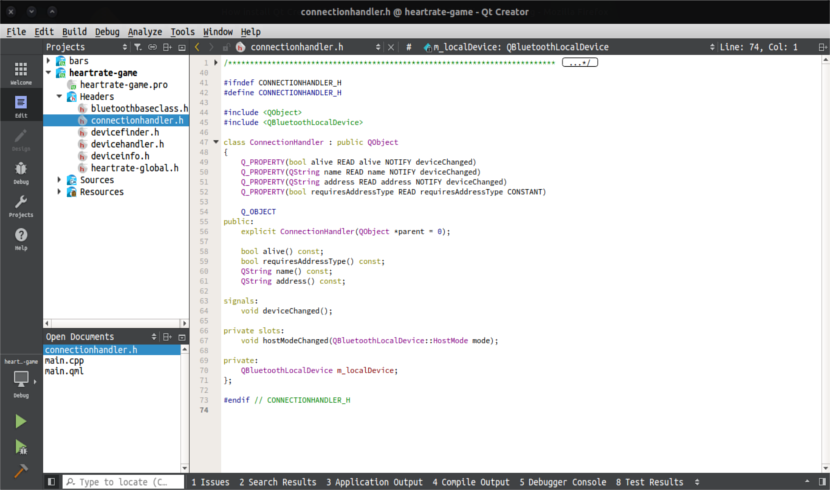 connectionhandler.h @ heartrate-game - Qt Creator
File Edit Build Debug Analyze Tools Window Help
Projects
connectionhandler.h
#
m_localDevice: QBluetoothLocalDevice
Line: 74, Col: 1
Welcome
Edit
Design
Debug
Projects
Help
heart…-game
Debug
bars
heartrate-game
heartrate-game.pro
Headers
bluetoothbaseclass.h
connectionhandler.h
devicefinder.h
devicehandler.h
deviceinfo.h
heartrate-global.h
Sources
Resources
Open Documents
connectionhandler.h
main.cpp
main.qml
1 /*************************************************************************** ...*/
40
41 #ifndef CONNECTIONHANDLER_H
42 #define CONNECTIONHANDLER_H
43
44 #include <QObject>
45 #include <QBluetoothLocalDevice>
46
47 class ConnectionHandler : public QObject
48 {
49 Q_PROPERTY(bool alive READ alive NOTIFY deviceChanged)
50 Q_PROPERTY(QString name READ name NOTIFY deviceChanged)
51 Q_PROPERTY(QString address READ address NOTIFY deviceChanged)
52 Q_PROPERTY(bool requiresAddressType READ requiresAddressType CONSTANT)
53
54 Q_OBJECT
55 public:
56 explicit ConnectionHandler(QObject *parent = 0);
57
58 bool alive() const;
59 bool requiresAddressType() const;
60 QString name() const;
61 QString address() const;
62
63 signals:
64 void deviceChanged();
65
66 private slots:
67 void hostModeChanged(QBluetoothLocalDevice::HostMode mode);
68
69 private:
70 QBluetoothLocalDevice m_localDevice;
71 };
72
73 #endif // CONNECTIONHANDLER_H
74
Type to locate (C…
1 Issues 2 Search Results 3 Application Output 4 Compile Output 5 Debugger Console 8 Test Results